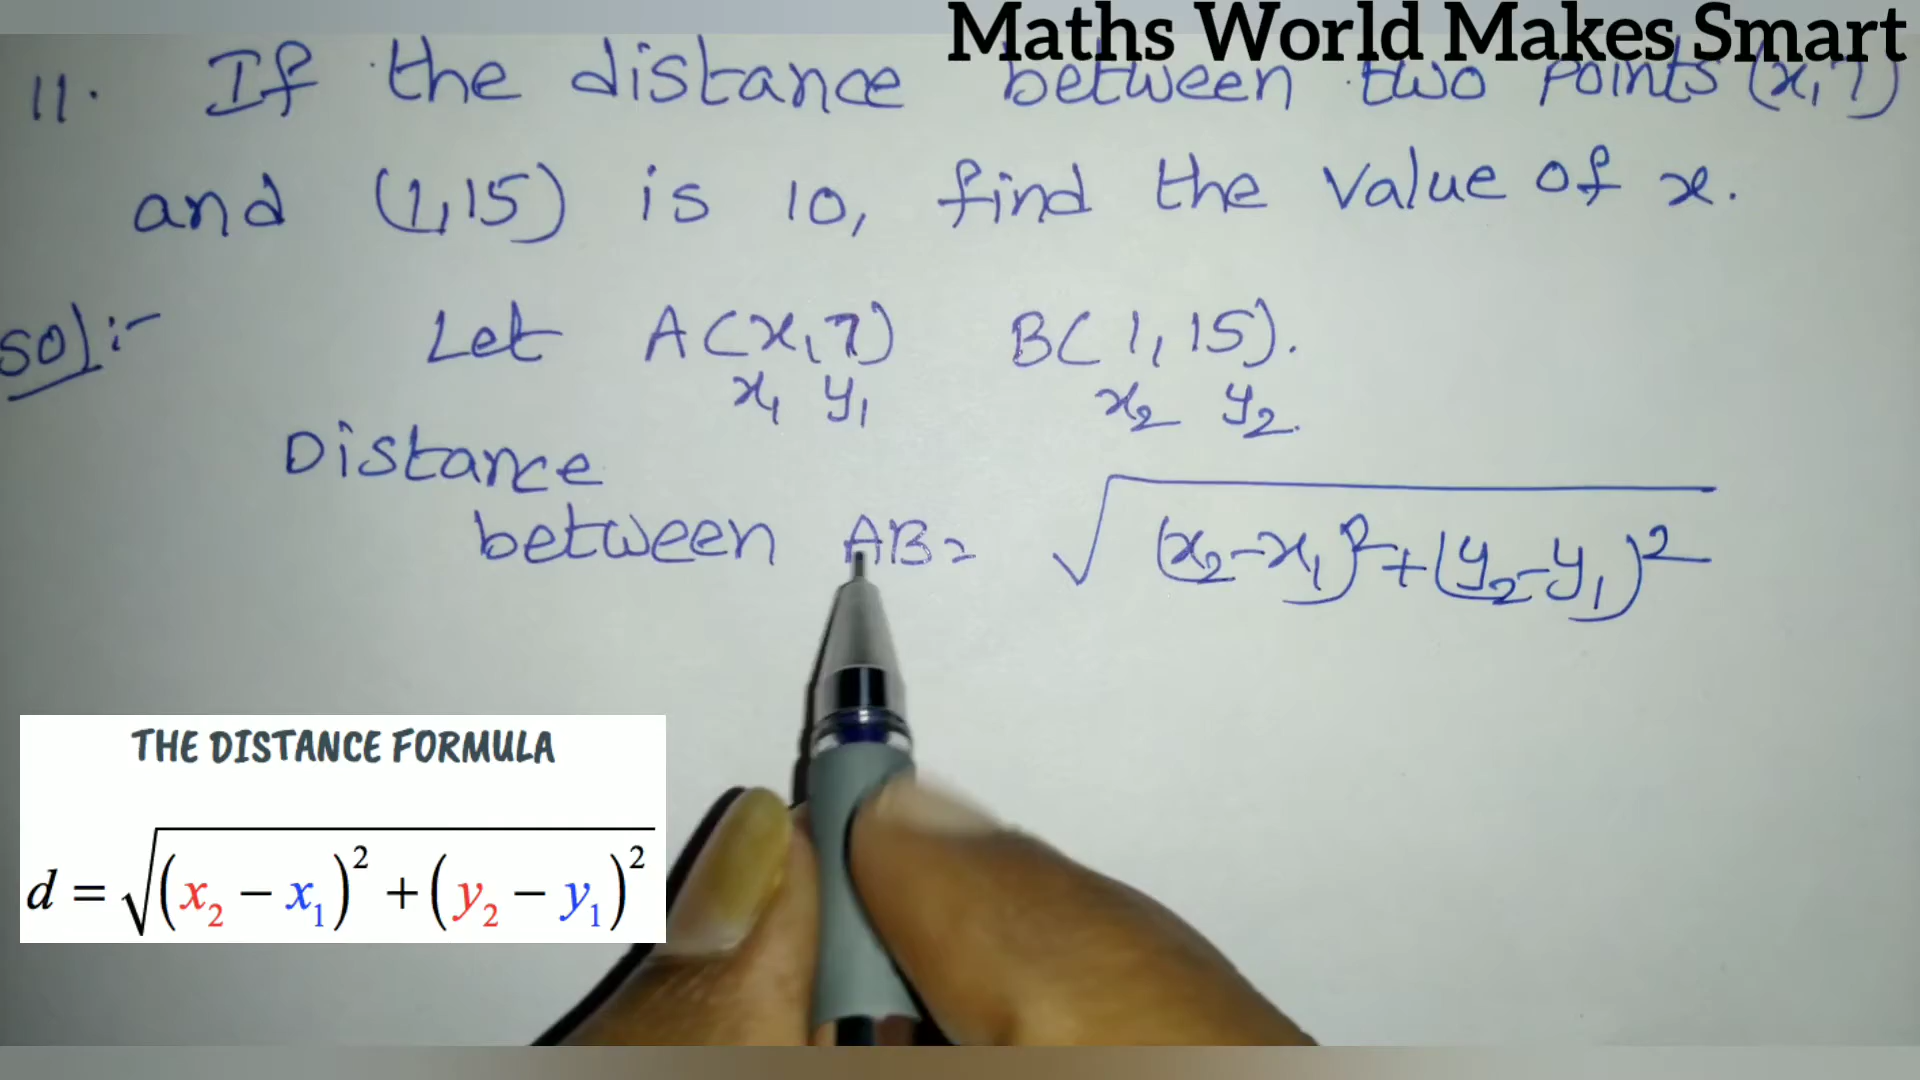 Maths World Makes Smart
11. If the distance between two points (x,7)
and (1,15) is 10, find the value of x.
Sol:- Let A(x,7) B(1,15).
x₁ y₁ x₂ y₂.
Distance
between AB = √(x₂-x₁)²+(y₂-y₁)²
THE DISTANCE FORMULA
d = √(x₂ − x₁)² + (y₂ − y₁)²